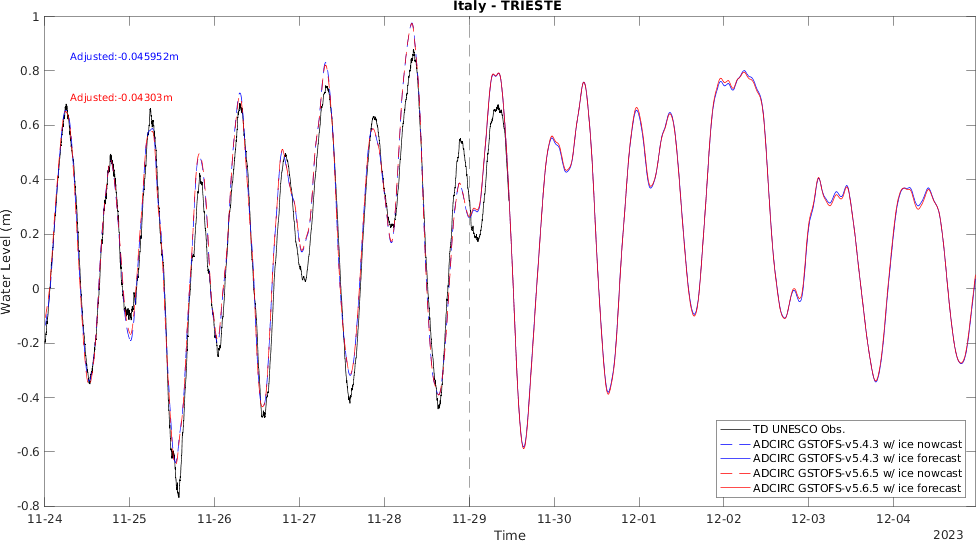 Italy - TRIESTE
Adjusted:-0.045952m
Adjusted:-0.04303m
Water Level (m)
1
0.8
0.6
0.4
0.2
0
-0.2
-0.4
-0.6
-0.8
TD UNESCO Obs.
ADCIRC GSTOFS-v5.4.3 w/ ice nowcast
ADCIRC GSTOFS-v5.4.3 w/ ice forecast
ADCIRC GSTOFS-v5.6.5 w/ ice nowcast
ADCIRC GSTOFS-v5.6.5 w/ ice forecast
11-24 11-25 11-26 11-27 11-28 11-29 11-30 12-01 12-02 12-03 12-04
Time
2023